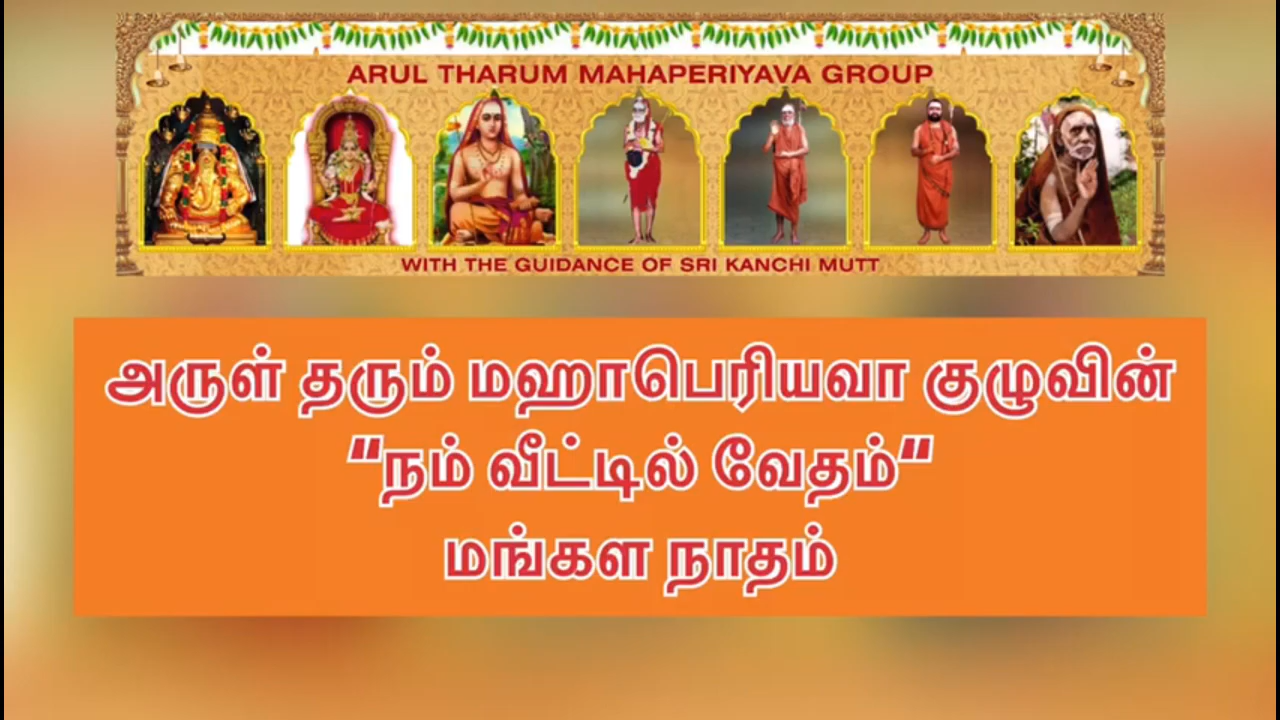 ARUL THARUM MAHAPERIYAVA GROUP
WITH THE GUIDANCE OF SRI KANCHI MUTT
அருள் தரும் மஹாபெரியவா குழுவின்
"நம் வீட்டில் வேதம்"
மங்கள நாதம்